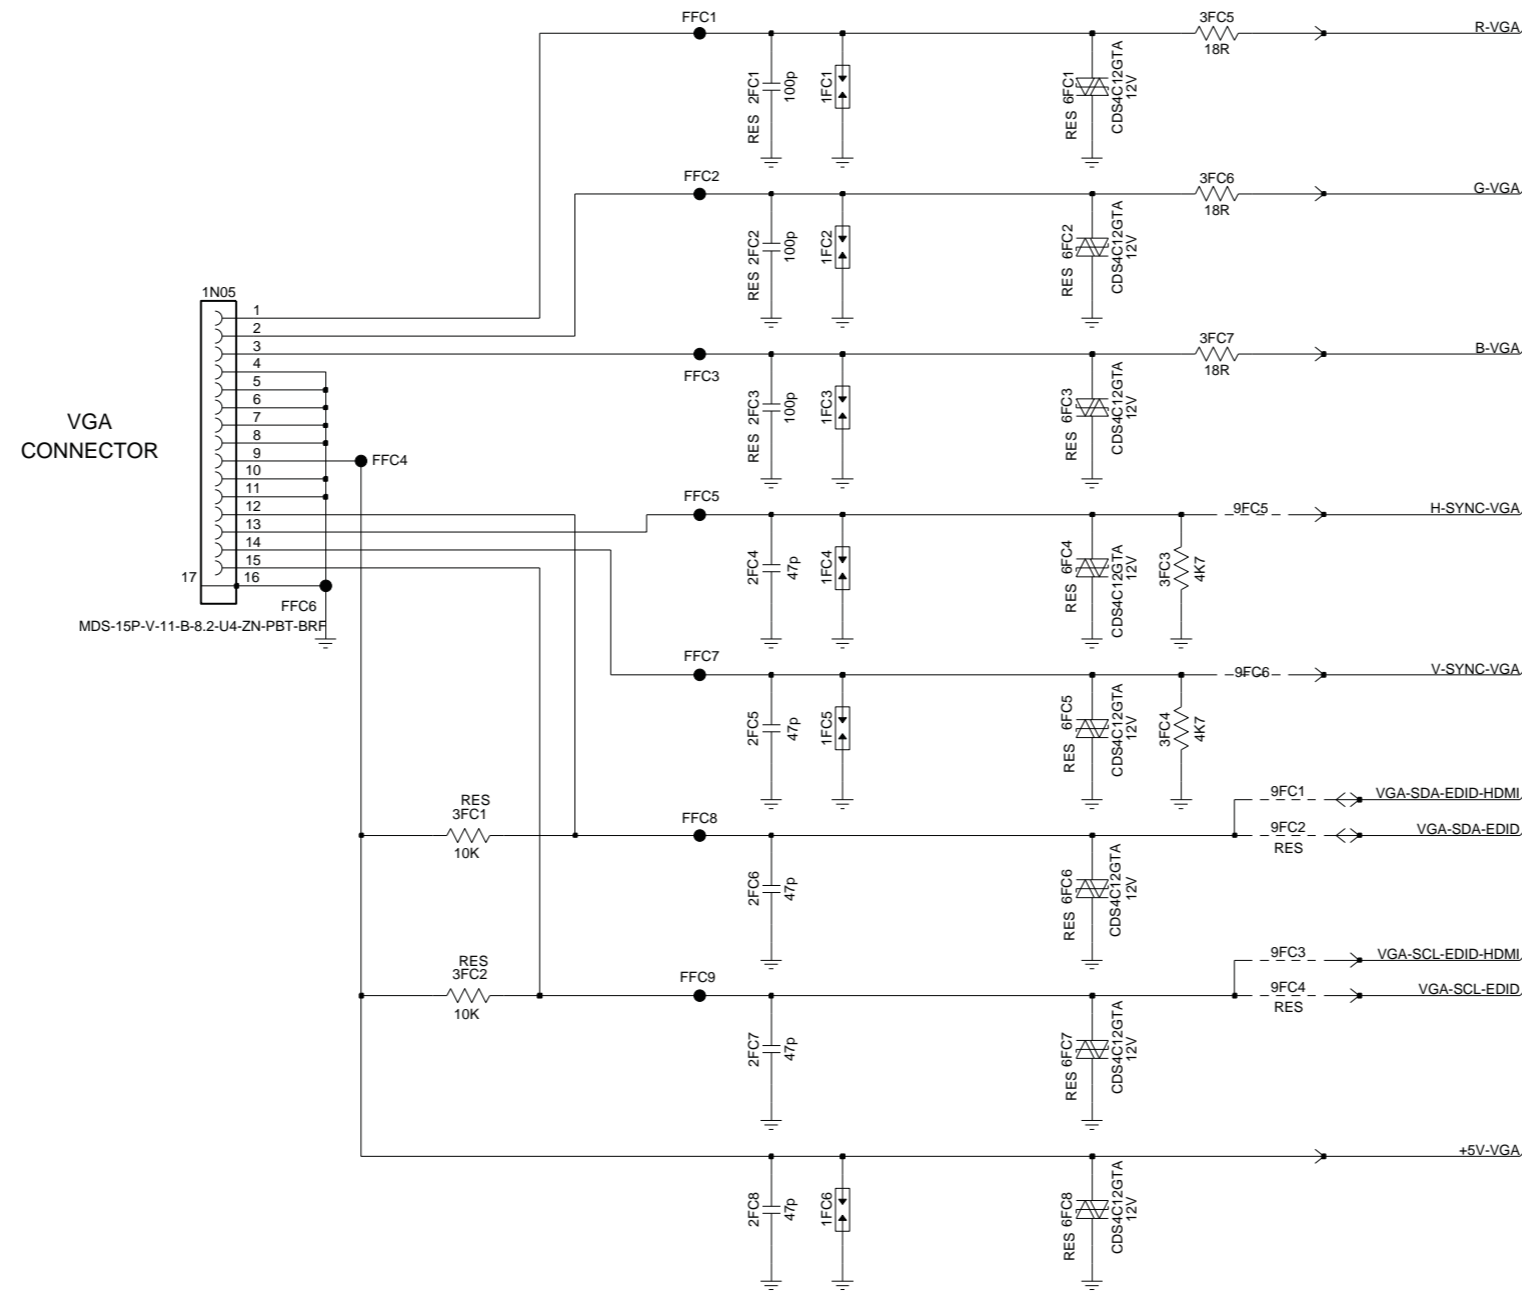 FFC1
3FC5
18R
R-VGA
RES 2FC1
100p
1FC1
RES 6FC1
CDS4C12GTA
12V
FFC2
3FC6
18R
G-VGA
RES 2FC2
100p
1FC2
RES 6FC2
CDS4C12GTA
12V
1N05
1
2
3
4
5
6
7
8
9
10
11
12
13
14
15
16
17
VGA
CONNECTOR
MDS-15P-V-11-B-8.2-U4-ZN-PBT-BRF
FFC4
FFC6
FFC3
3FC7
18R
B-VGA
RES 2FC3
100p
1FC3
RES 6FC3
CDS4C12GTA
12V
FFC5
9FC5
H-SYNC-VGA
2FC4
47p
1FC4
RES 6FC4
CDS4C12GTA
12V
3FC3
4K7
FFC7
9FC6
V-SYNC-VGA
2FC5
47p
1FC5
RES 6FC5
CDS4C12GTA
12V
3FC4
4K7
RES
3FC1
10K
FFC8
9FC1
VGA-SDA-EDID-HDMI
9FC2
RES
VGA-SDA-EDID
2FC6
47p
RES 6FC6
CDS4C12GTA
12V
RES
3FC2
10K
FFC9
9FC3
VGA-SCL-EDID-HDMI
9FC4
RES
VGA-SCL-EDID
2FC7
47p
RES 6FC7
CDS4C12GTA
12V
+5V-VGA
2FC8
47p
1FC6
RES 6FC8
CDS4C12GTA
12V